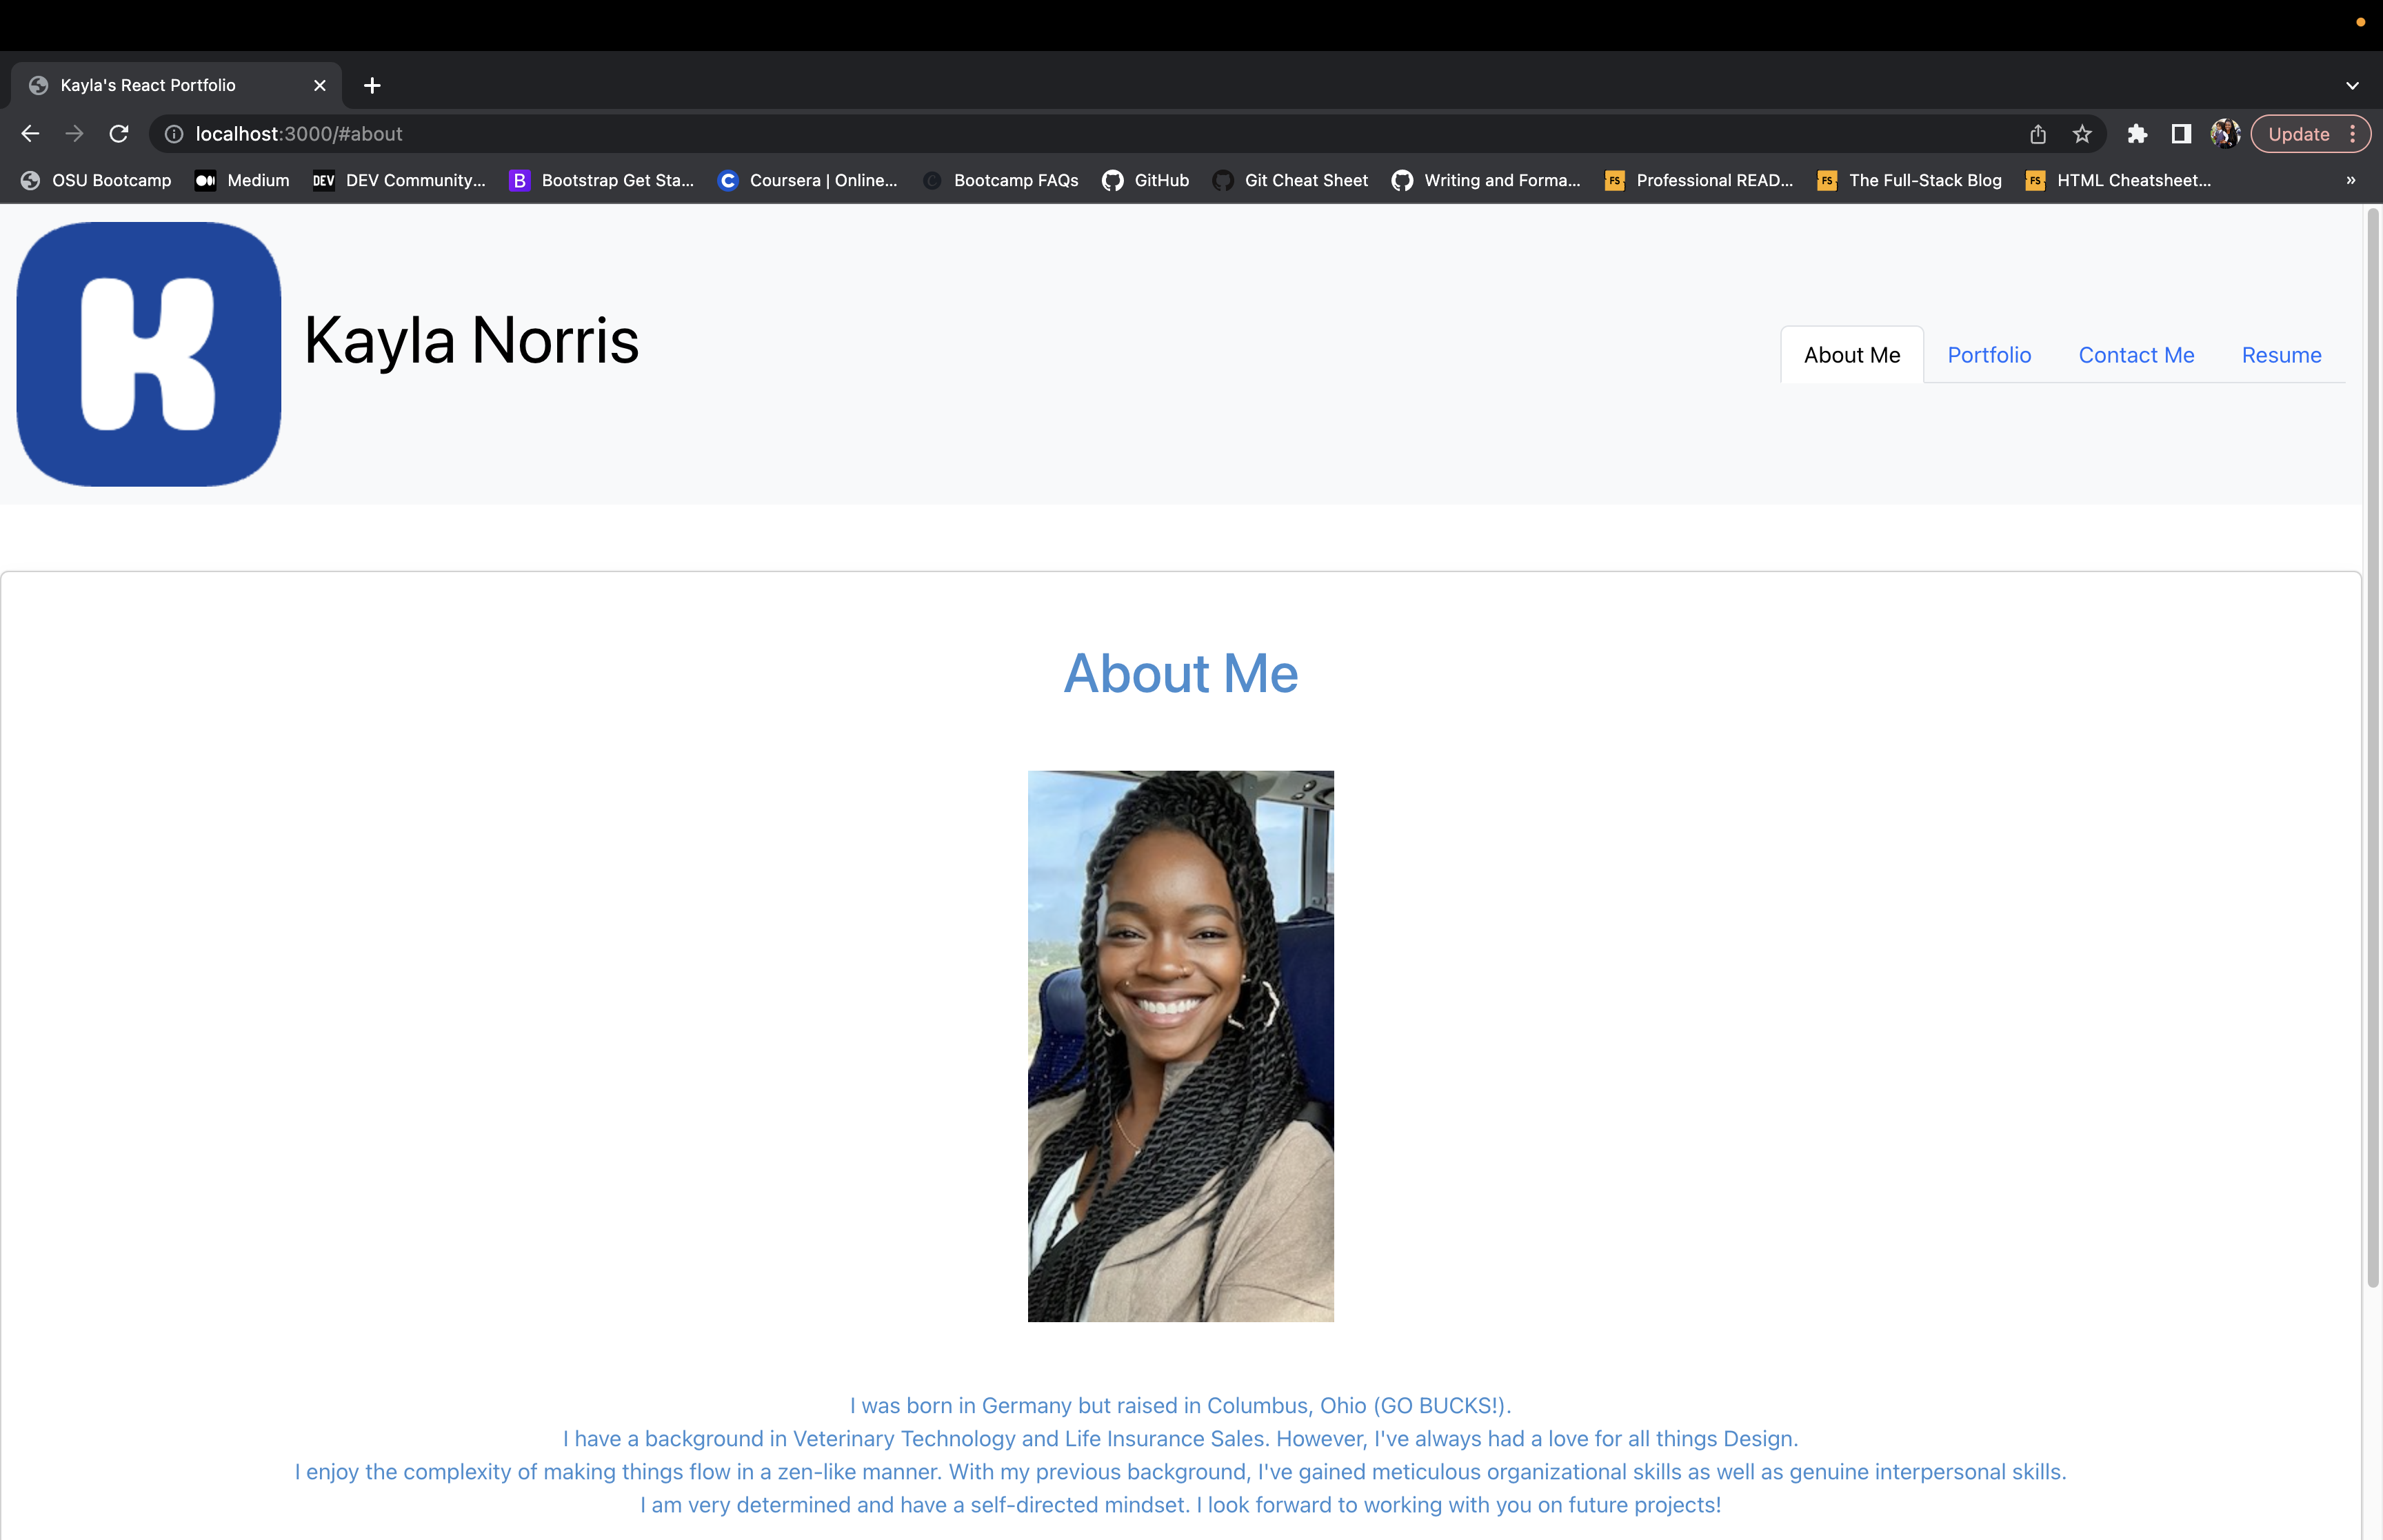 Kayla's React Portfolio
localhost:3000/#about
Update
OSU Bootcamp
Medium
DEV DEV Community...
B Bootstrap Get Sta...
C Coursera | Online...
Bootcamp FAQs
GitHub
Git Cheat Sheet
Writing and Forma...
FS Professional READ...
FS The Full-Stack Blog
FS HTML Cheatsheet...
»
K
Kayla Norris
About Me
Portfolio
Contact Me
Resume
About Me
I was born in Germany but raised in Columbus, Ohio (GO BUCKS!).
I have a background in Veterinary Technology and Life Insurance Sales. However, I've always had a love for all things Design.
I enjoy the complexity of making things flow in a zen-like manner. With my previous background, I've gained meticulous organizational skills as well as genuine interpersonal skills.
I am very determined and have a self-directed mindset. I look forward to working with you on future projects!